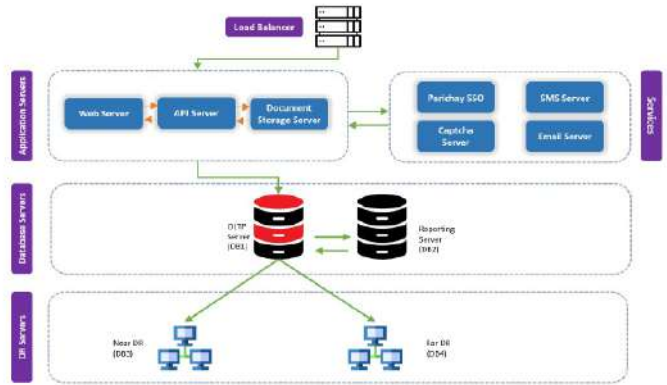 Load Balancer
Application Servers
Web Server
API Server
Document
Storage Server
Parichay SSO
SMS Server
Captcha
Server
Email Server
Services
Database Servers
OLTP
Server
(DB1)
Reporting
Server
(DB2)
DR Servers
Near DR
(DB3)
Far DR
(DB4)